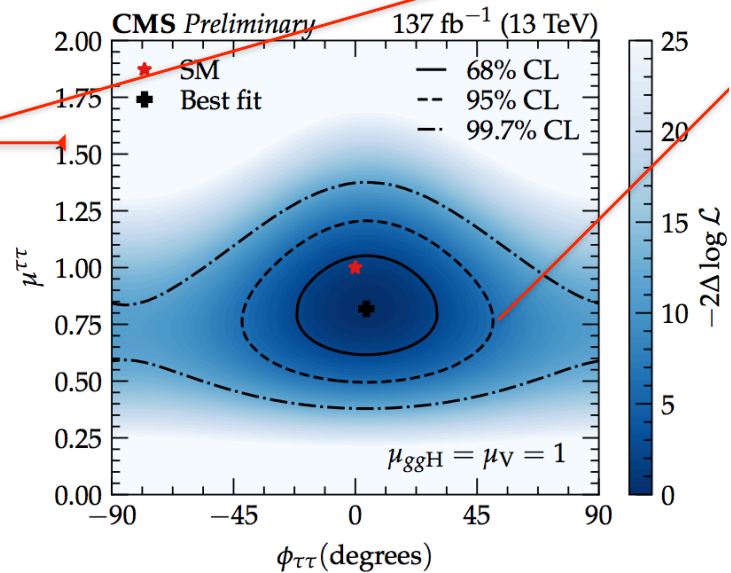 CMS Preliminary 137 fb⁻¹ (13 TeV)
2.00
1.75
1.50
1.25
1.00
0.75
0.50
0.25
0.00
μ^ττ
SM
Best fit
68% CL
95% CL
99.7% CL
μ_ggH = μ_V = 1
−90 −45 0 45 90
ϕ_ττ(degrees)
25
20
15
10
5
0
−2Δ log ℒ